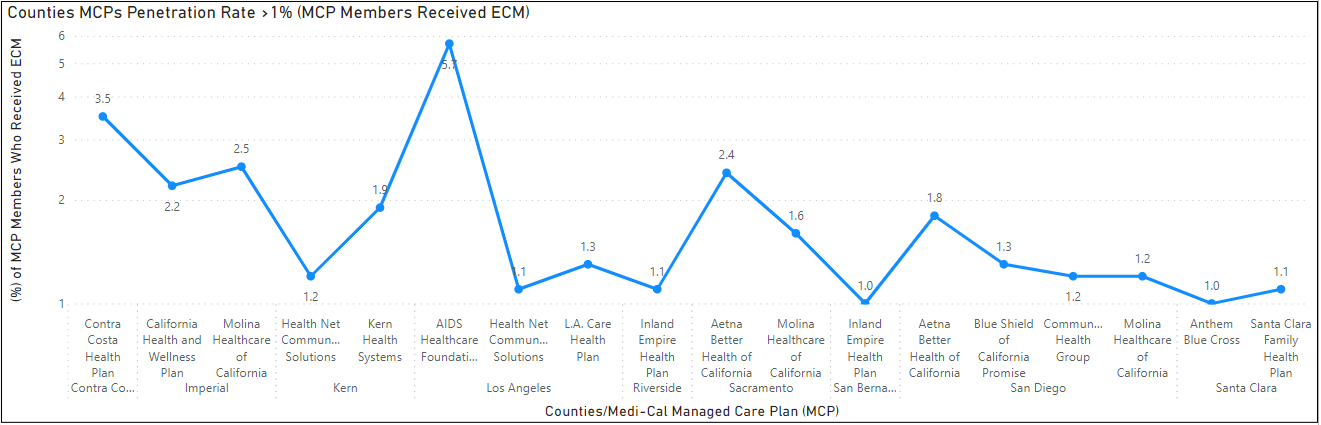 Counties MCPs Penetration Rate >1% (MCP Members Received ECM)
(%) of MCP Members Who Received ECM
6
5
4
3
2
1
3.5
2.2
2.5
1.2
1.9
5.7
1.1
1.3
1.1
2.4
1.6
1.0
1.8
1.3
1.2
1.2
1.0
1.1
Contra
Costa
Health
Plan
California
Health and
Wellness
Plan
Molina
Healthcare
of
California
Health Net
Commun...
Solutions
Kern
Health
Systems
AIDS
Healthcare
Foundati...
Health Net
Commun...
Solutions
L.A. Care
Health
Plan
Inland
Empire
Health
Plan
Aetna
Better
Health of
California
Molina
Healthcare
of
California
Inland
Empire
Health
Plan
Aetna
Better
Health of
California
Blue Shield
of
California
Promise
Commun...
Health
Group
Molina
Healthcare
of
California
Anthem
Blue Cross
Santa Clara
Family
Health
Plan
Contra Co...
Imperial
Kern
Los Angeles
Riverside
Sacramento
San Berna...
San Diego
Santa Clara
Counties/Medi-Cal Managed Care Plan (MCP)